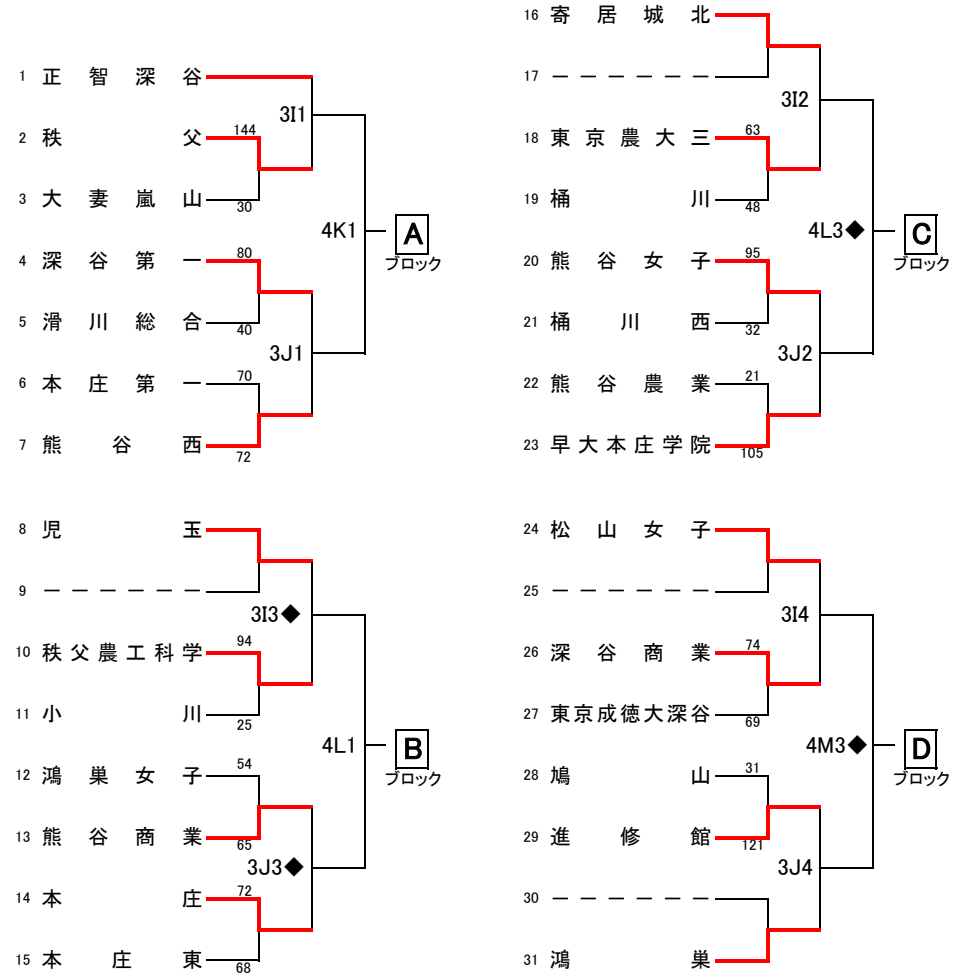 1 正智深谷
3I1
2 秩父 144
3 大妻嵐山 30
4K1 A
ブロック
4 深谷第一 80
5 滑川総合 40
3J1
6 本庄第一 70
7 熊谷西 72
8 児玉
9 ーーーーーー
3I3◆
10 秩父農工科学 94
11 小川 25
4L1 B
ブロック
12 鴻巣女子 54
13 熊谷商業 65
3J3◆
14 本庄 72
15 本庄東 68
16 寄居城北
17 ーーーーーー
3I2
18 東京農大三 63
19 桶川 48
4L3◆ C
ブロック
20 熊谷女子 95
21 桶川西 32
3J2
22 熊谷農業 21
23 早大本庄学院 105
24 松山女子
25 ーーーーーー
3I4
26 深谷商業 74
27 東京成徳大深谷 69
4M3◆ D
ブロック
28 鳩山 31
29 進修館 121
3J4
30 ーーーーーー
31 鴻巣